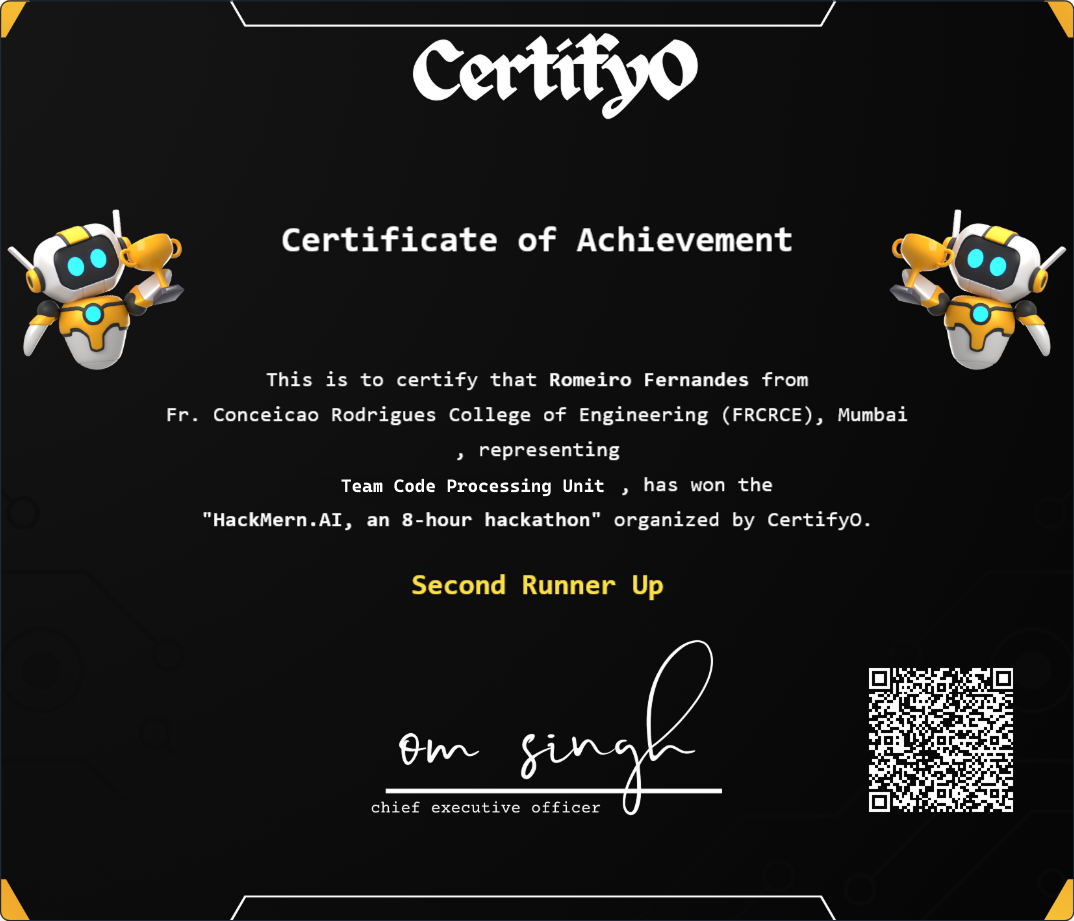 CertifyO
Certificate of Achievement
This is to certify that Romeiro Fernandes from
Fr. Conceicao Rodrigues College of Engineering (FRCRCE), Mumbai
, representing
Team Code Processing Unit , has won the
"HackMern.AI, an 8-hour hackathon" organized by CertifyO.
Second Runner Up
om singh
chief executive officer